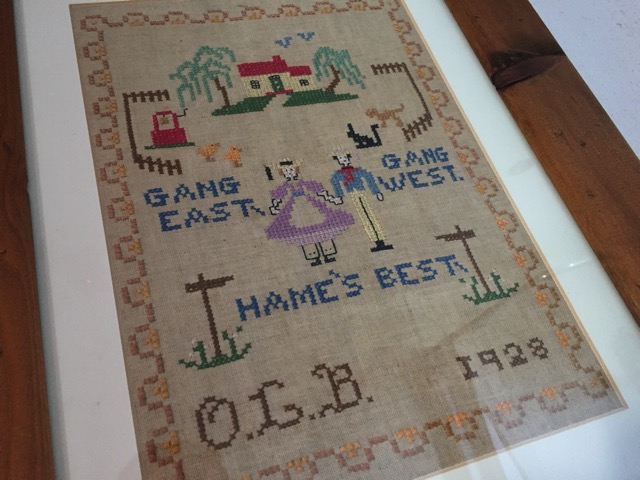 GANG GANG
EAST, WEST.
HAME'S BEST.
O.G.B. 1928